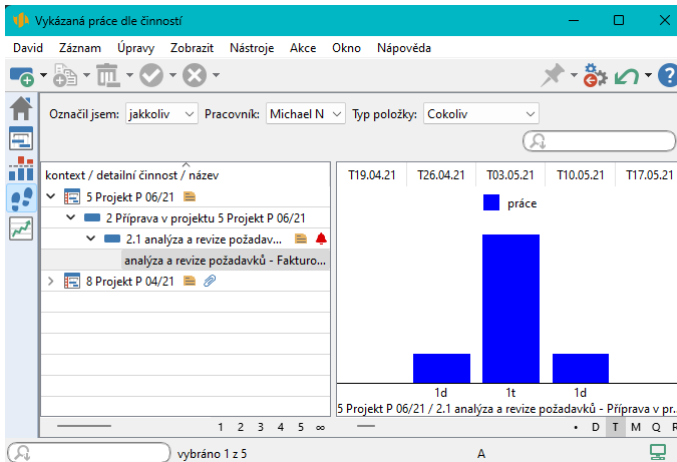 Vykázaná práce dle činností
David Záznam Úpravy Zobrazit Nástroje Akce Okno Nápověda
Označil jsem: jakkoliv Pracovník: Michael N Typ položky: Cokoliv
kontext / detailní činnost / název
5 Projekt P 06/21
2 Příprava v projektu 5 Projekt P 06/21
2.1 analýza a revize požadav...
analýza a revize požadavků - Fakturo...
8 Projekt P 04/21
T19.04.21 T26.04.21 T03.05.21 T10.05.21 T17.05.21
práce
1d 1t 1d
5 Projekt P 06/21 / 2.1 analýza a revize požadavků - Příprava v pr...
1 2 3 4 5 ∞
• D T M Q R
vybráno 1 z 5 A